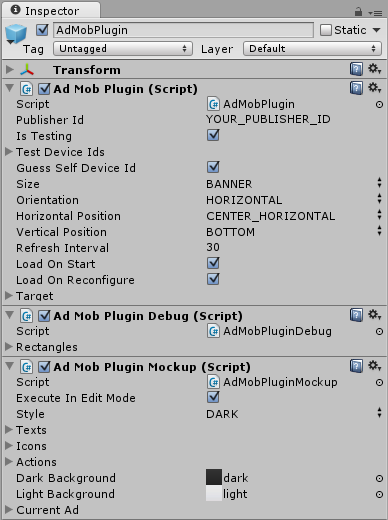 Inspector
AdMobPlugin Static
Tag Untagged Layer Default
Transform
Ad Mob Plugin (Script)
Script AdMobPlugin
Publisher Id YOUR_PUBLISHER_ID
Is Testing
Test Device Ids
Guess Self Device Id
Size BANNER
Orientation HORIZONTAL
Horizontal Position CENTER_HORIZONTAL
Vertical Position BOTTOM
Refresh Interval 30
Load On Start
Load On Reconfigure
Target
Ad Mob Plugin Debug (Script)
Script AdMobPluginDebug
Rectangles
Ad Mob Plugin Mockup (Script)
Script AdMobPluginMockup
Execute In Edit Mode
Style DARK
Texts
Icons
Actions
Dark Background dark
Light Background light
Current Ad